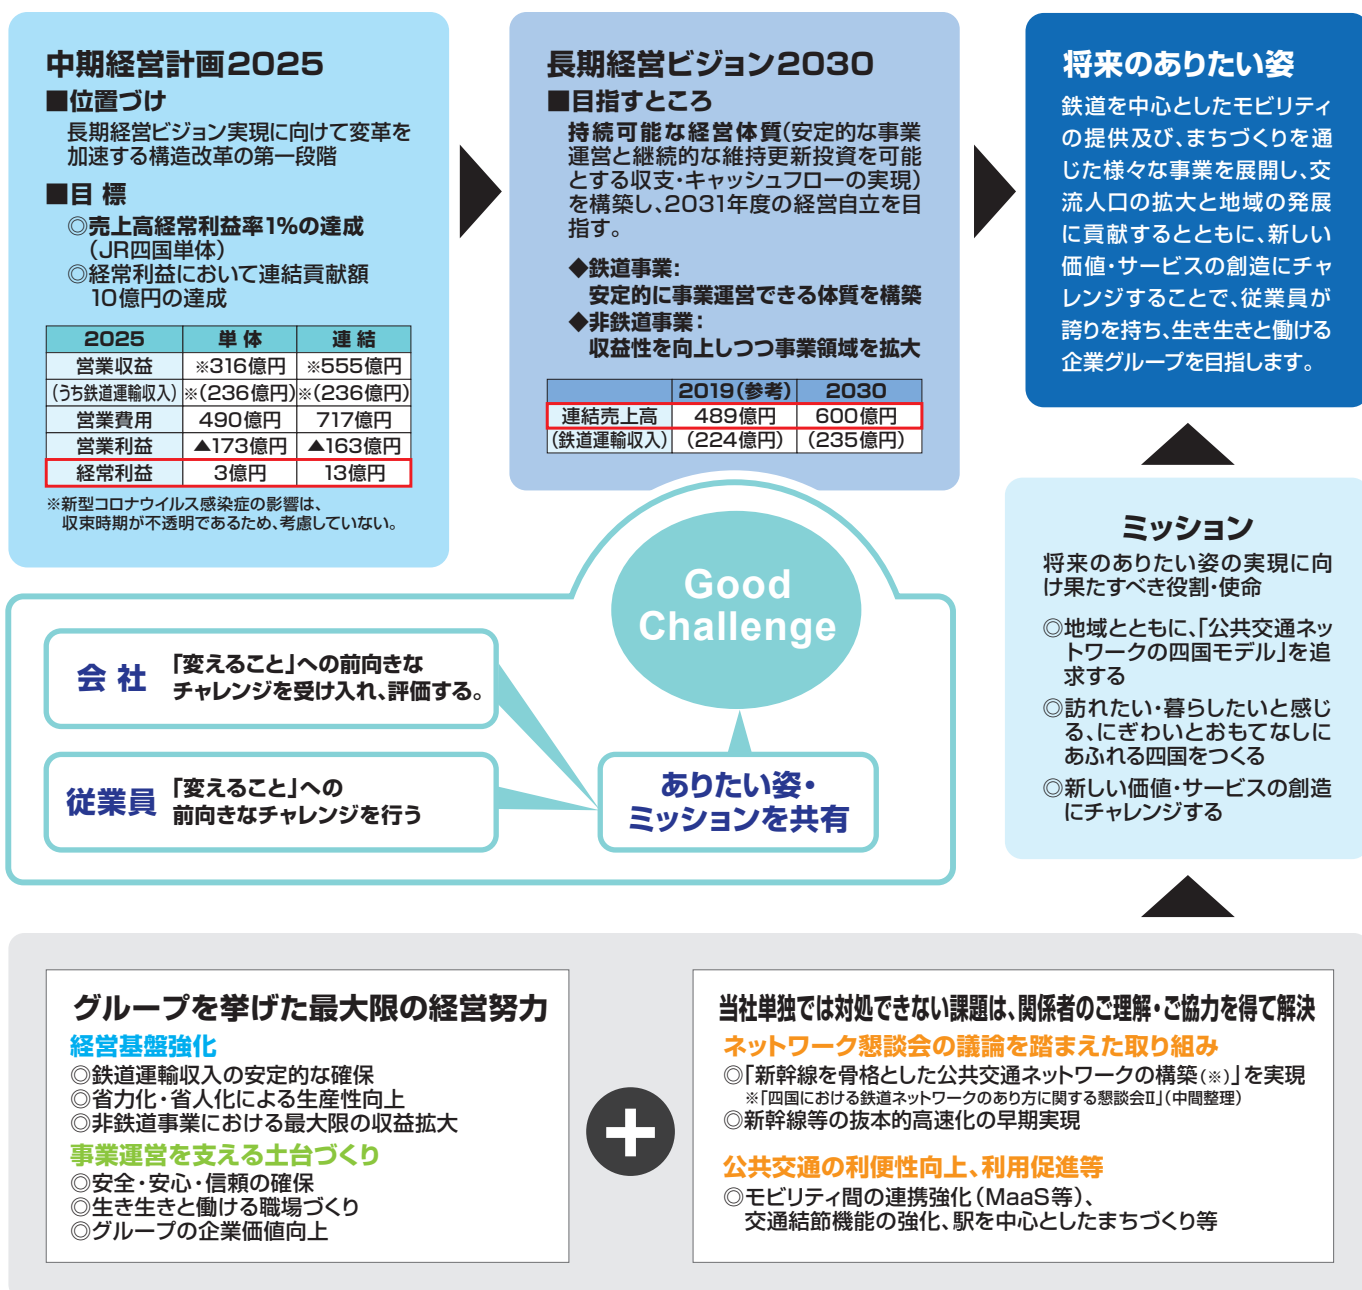 中期経営計画2025
■位置づけ
長期経営ビジョン実現に向けて変革を
加速する構造改革の第一段階
■目 標
◎売上高経常利益率1%の達成
（JR四国単体）
◎経常利益において連結貢献額
10億円の達成
2025 単 体 連 結
営業収益 ※316億円 ※555億円
(うち鉄道運輸収入) ※(236億円) ※(236億円)
営業費用 490億円 717億円
営業利益 ▲173億円 ▲163億円
経常利益 3億円 13億円
※新型コロナウイルス感染症の影響は、
収束時期が不透明であるため、考慮していない。
長期経営ビジョン2030
■目指すところ
持続可能な経営体質(安定的な事業
運営と継続的な維持更新投資を可能
とする収支・キャッシュフローの実現)
を構築し、2031年度の経営自立を目
指す。
◆鉄道事業:
安定的に事業運営できる体質を構築
◆非鉄道事業:
収益性を向上しつつ事業領域を拡大
2019(参考) 2030
連結売上高 489億円 600億円
(鉄道運輸収入) (224億円) (235億円)
将来のありたい姿
鉄道を中心としたモビリティ
の提供及び、まちづくりを通
じた様々な事業を展開し、交
流人口の拡大と地域の発展
に貢献するとともに、新しい
価値・サービスの創造にチャ
レンジすることで、従業員が
誇りを持ち、生き生きと働ける
企業グループを目指します。
ミッション
将来のありたい姿の実現に向
け果たすべき役割・使命
◎地域とともに、「公共交通ネッ
トワークの四国モデル」を追
求する
◎訪れたい・暮らしたいと感じ
る、にぎわいとおもてなしに
あふれる四国をつくる
◎新しい価値・サービスの創造
にチャレンジする
Good
Challenge
会 社
「変えること」への前向きな
チャレンジを受け入れ、評価する。
従業員
「変えること」への
前向きなチャレンジを行う
ありたい姿・
ミッションを共有
グループを挙げた最大限の経営努力
経営基盤強化
◎鉄道運輸収入の安定的な確保
◎省力化・省人化による生産性向上
◎非鉄道事業における最大限の収益拡大
事業運営を支える土台づくり
◎安全・安心・信頼の確保
◎生き生きと働ける職場づくり
◎グループの企業価値向上
当社単独では対処できない課題は、関係者のご理解・ご協力を得て解決
ネットワーク懇談会の議論を踏まえた取り組み
◎「新幹線を骨格とした公共交通ネットワークの構築(※)」を実現
※「四国における鉄道ネットワークのあり方に関する懇談会Ⅱ」(中間整理)
◎新幹線等の抜本的高速化の早期実現
公共交通の利便性向上、利用促進等
◎モビリティ間の連携強化(MaaS等)、
交通結節機能の強化、駅を中心としたまちづくり等